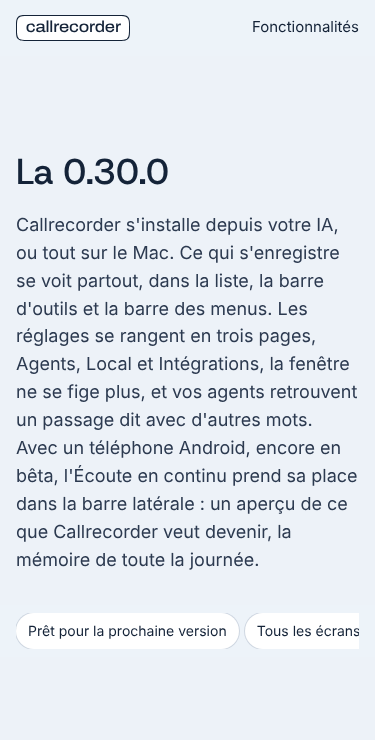 callrecorder
Fonctionnalités
La 0.30.0
Callrecorder s'installe depuis votre IA,
ou tout sur le Mac. Ce qui s'enregistre
se voit partout, dans la liste, la barre
d'outils et la barre des menus. Les
réglages se rangent en trois pages,
Agents, Local et Intégrations, la fenêtre
ne se fige plus, et vos agents retrouvent
un passage dit avec d'autres mots.
Avec un téléphone Android, encore en
bêta, l'Écoute en continu prend sa place
dans la barre latérale : un aperçu de ce
que Callrecorder veut devenir, la
mémoire de toute la journée.
Prêt pour la prochaine version
Tous les écrans